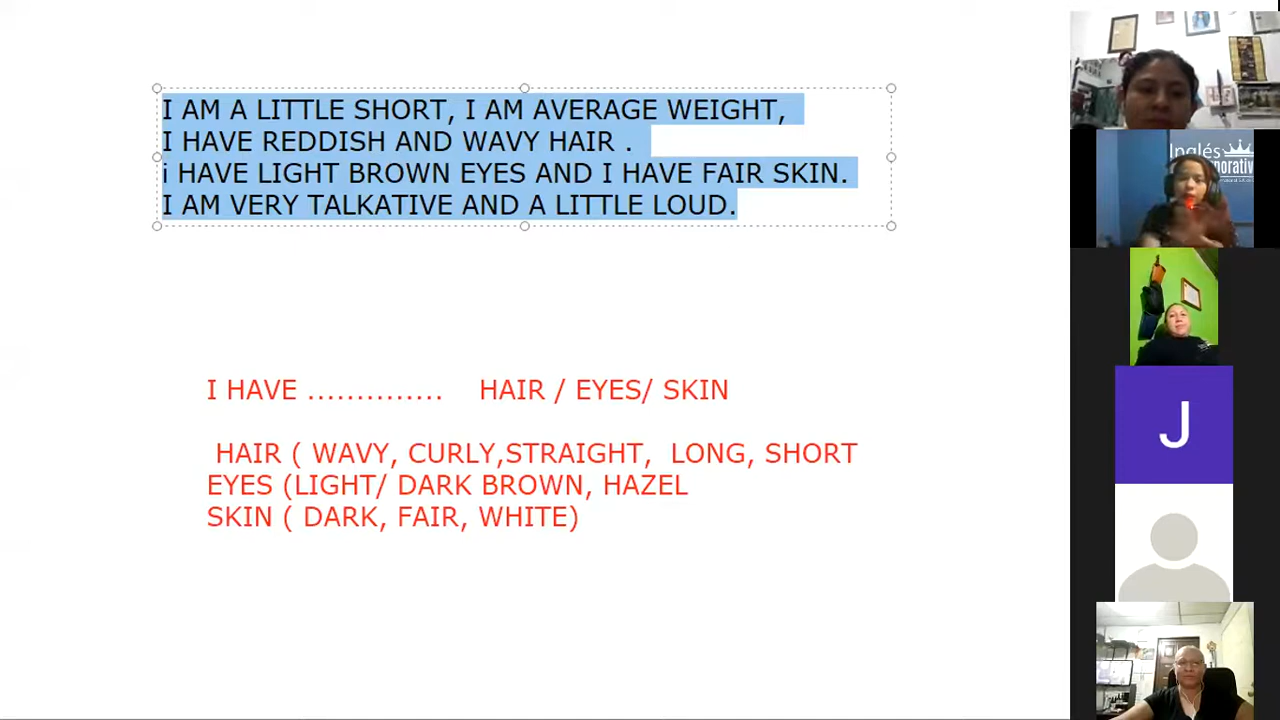 I AM A LITTLE SHORT, I AM AVERAGE WEIGHT,
I HAVE REDDISH AND WAVY HAIR .
i HAVE LIGHT BROWN EYES AND I HAVE FAIR SKIN.
I AM VERY TALKATIVE AND A LITTLE LOUD.
I HAVE .............. HAIR / EYES/ SKIN
HAIR ( WAVY, CURLY,STRAIGHT, LONG, SHORT
EYES (LIGHT/ DARK BROWN, HAZEL
SKIN ( DARK, FAIR, WHITE)
Inglés
J